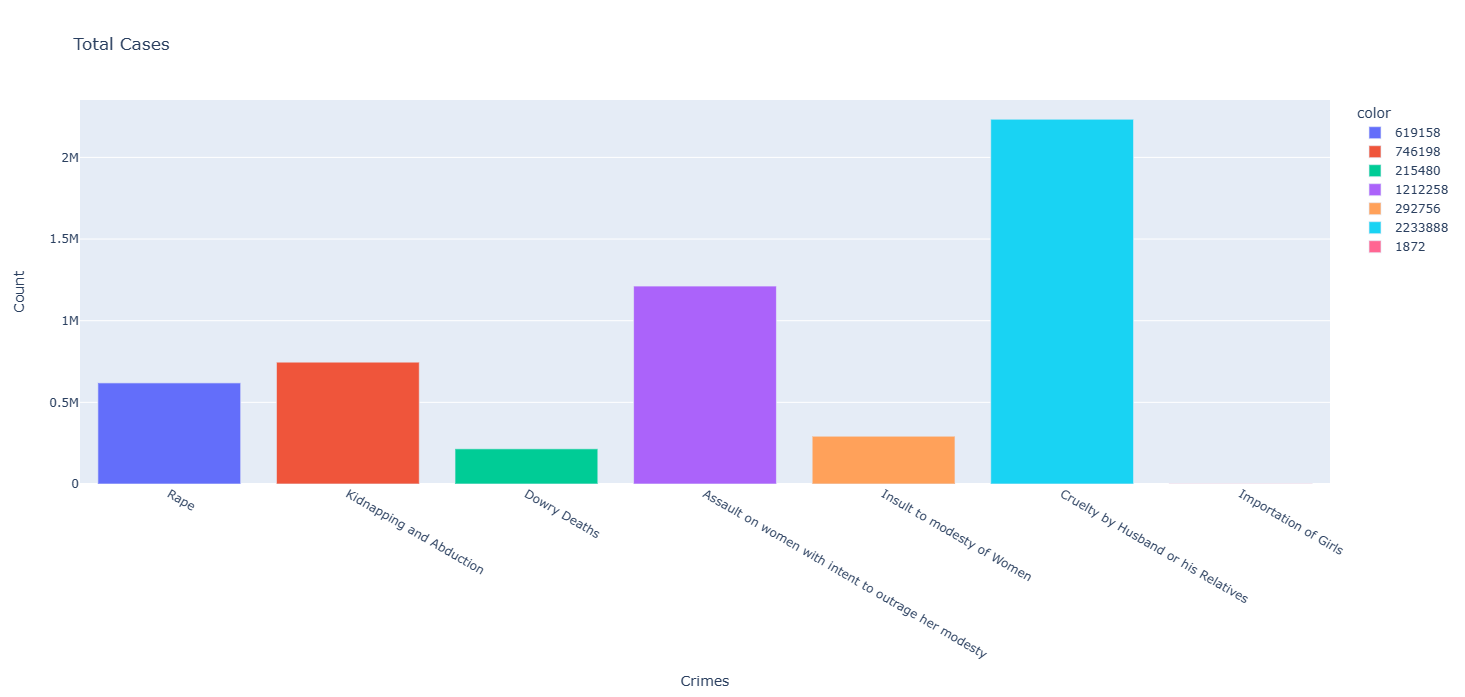 Total Cases
color
619158
746198
215480
1212258
292756
2233888
1872
Count
2M
1.5M
1M
0.5M
0
Rape
Kidnapping and Abduction
Dowry Deaths
Assault on women with intent to outrage her modesty
Insult to modesty of Women
Cruelty by Husband or his Relatives
Importation of Girls
Crimes